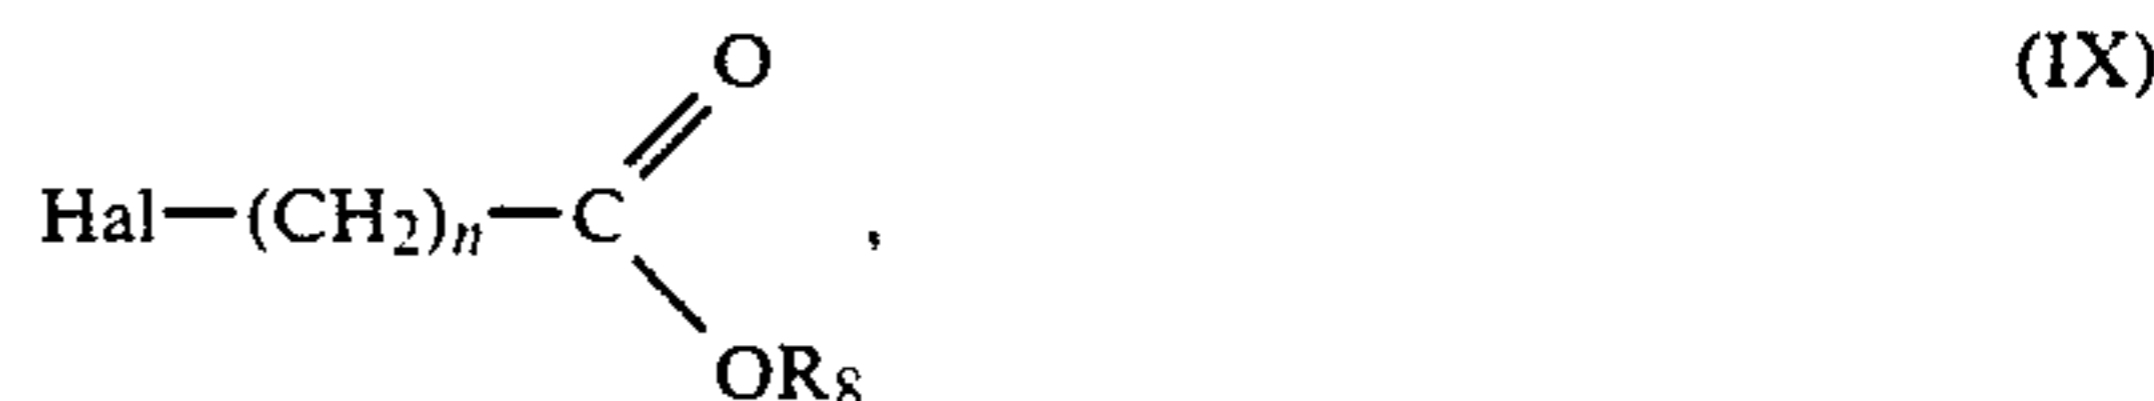 O (IX)
Hal—(CH₂)ₙ—C ,
OR₈